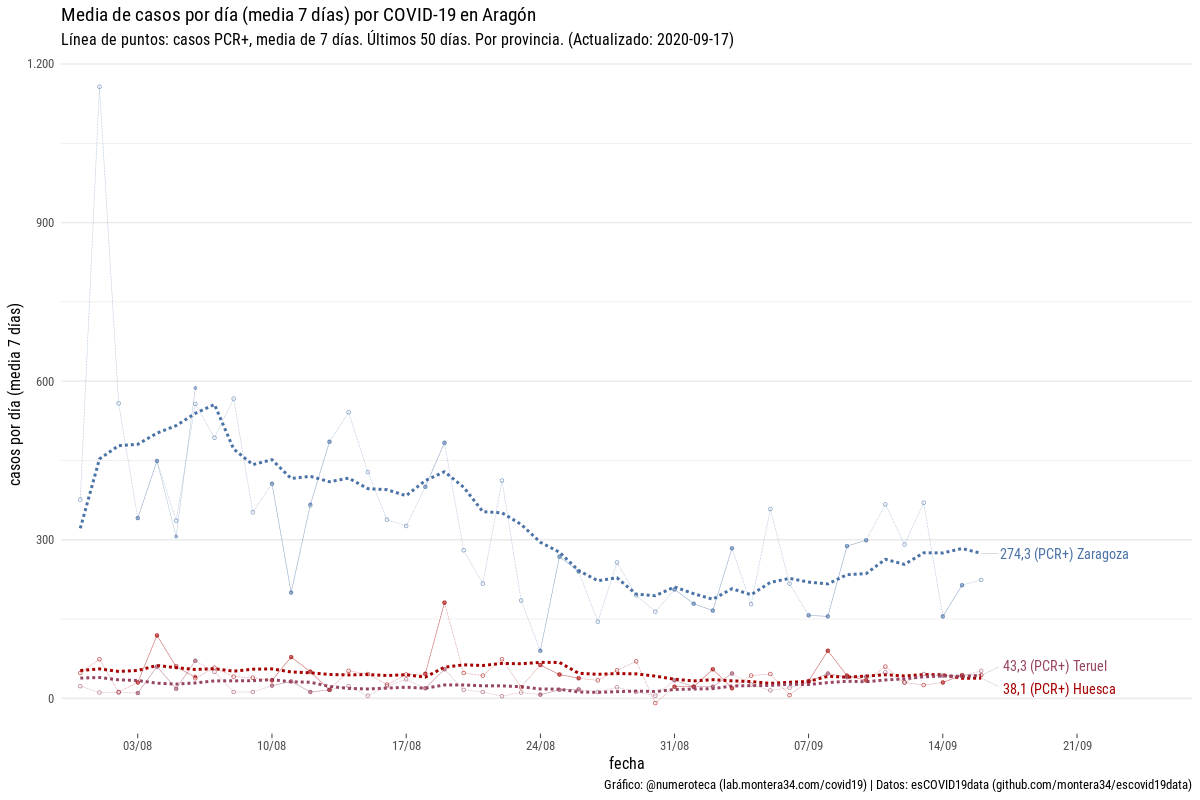 Media de casos por día (media 7 días) por COVID-19 en Aragón
Línea de puntos: casos PCR+, media de 7 días. Últimos 50 días. Por provincia. (Actualizado: 2020-09-17)
casos por día (media 7 días)
1.200
900
600
300
0
274,3 (PCR+) Zaragoza
43,3 (PCR+) Teruel
38,1 (PCR+) Huesca
03/08 10/08 17/08 24/08 31/08 07/09 14/09 21/09
fecha
Gráfico: @numeroteca (lab.montera34.com/covid19) | Datos: esCOVID19data (github.com/montera34/escovid19data)